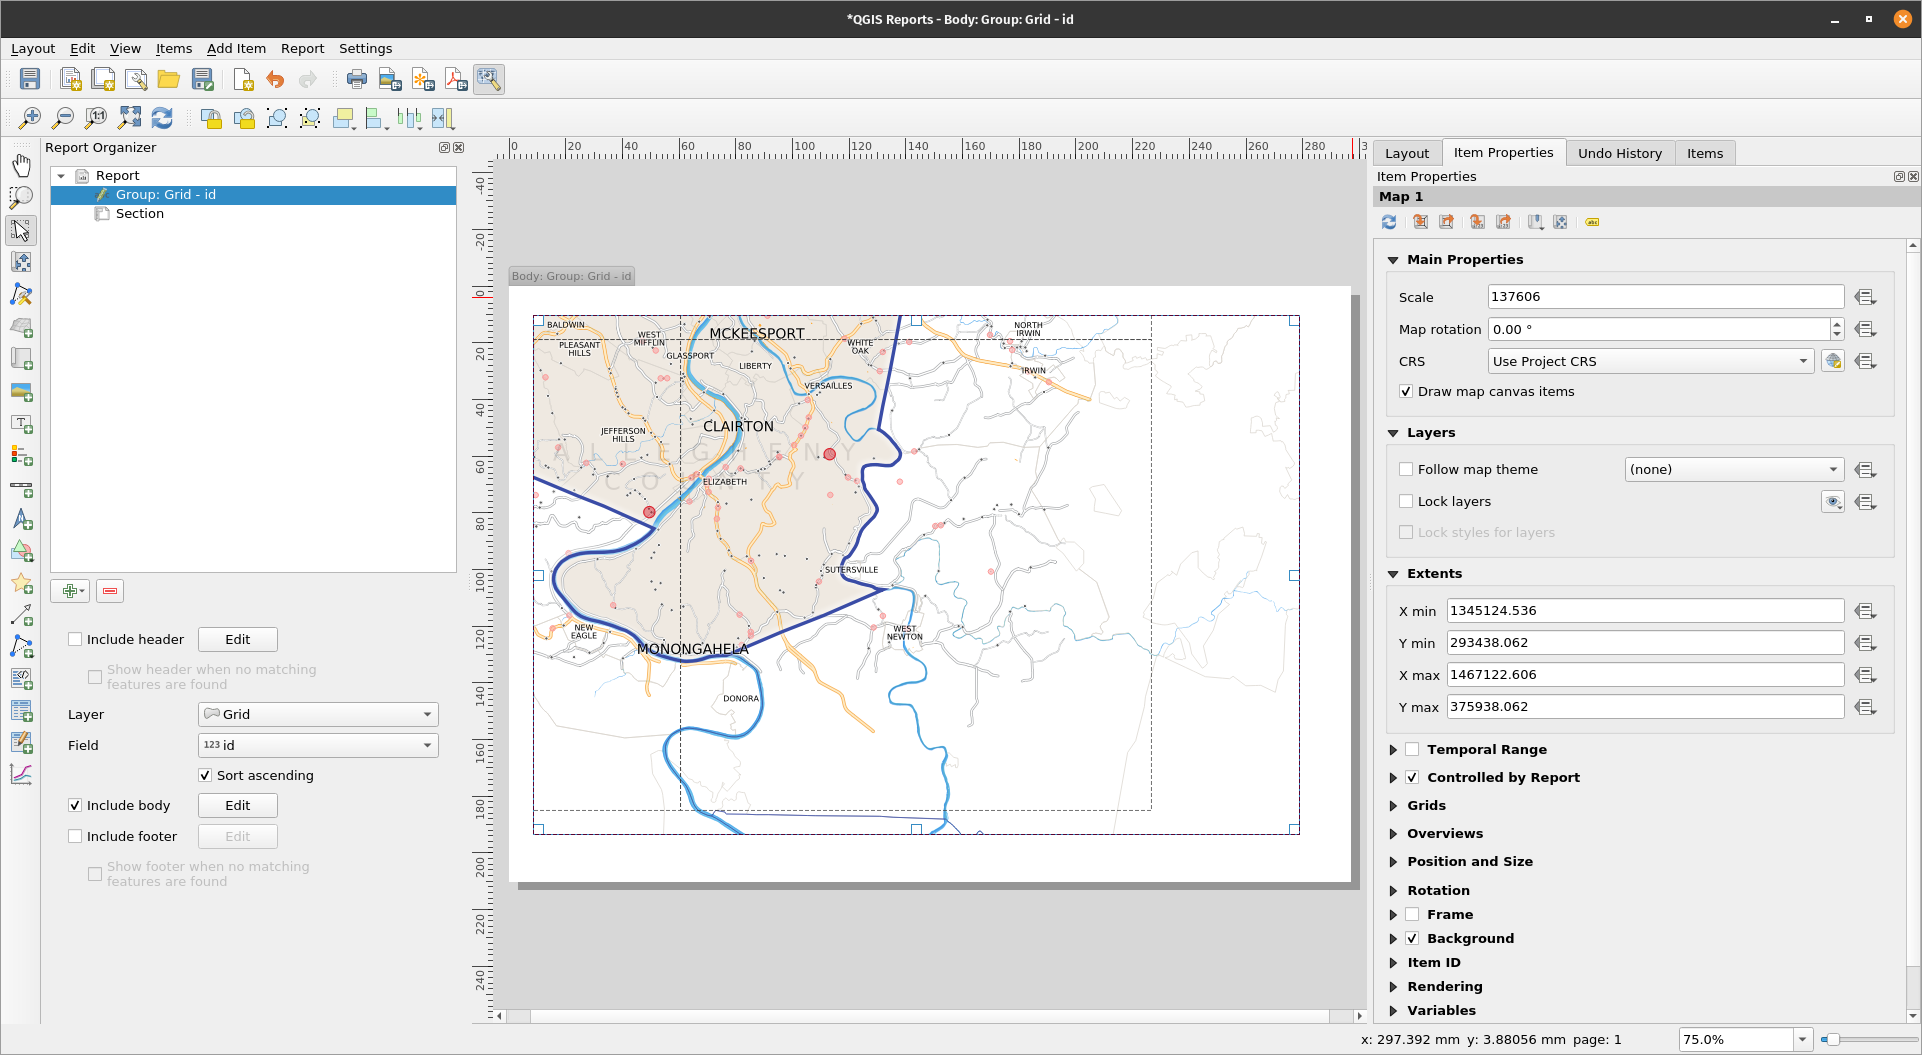 *QGIS Reports - Body: Group: Grid - id
Layout Edit View Items Add Item Report Settings
Report Organizer
Report
Group: Grid - id
Section
Include header Edit
Show header when no matching
features are found
Layer Grid
Field 123 id
Sort ascending
Include body Edit
Include footer Edit
Show footer when no matching
features are found
0 20 40 60 80 100 120 140 160 180 200 220 240 260 280 3
-40
-20
0
20
40
60
80
100
120
140
160
180
200
220
240
Body: Group: Grid - id
BALDWIN
PLEASANT
HILLS
WEST
MIFFLIN
MCKEESPORT
GLASSPORT
LIBERTY
WHITE
OAK
VERSAILLES
NORTH
IRWIN
IRWIN
JEFFERSON
HILLS
CLAIRTON
ALLEGHENY
COUNTY
ELIZABETH
SUTERSVILLE
NEW
EAGLE
MONONGAHELA
WEST
NEWTON
DONORA
Layout Item Properties Undo History Items
Item Properties
Map 1
Main Properties
Scale 137606
Map rotation 0.00 °
CRS Use Project CRS
Draw map canvas items
Layers
Follow map theme (none)
Lock layers
Lock styles for layers
Extents
X min 1345124.536
Y min 293438.062
X max 1467122.606
Y max 375938.062
Temporal Range
Controlled by Report
Grids
Overviews
Position and Size
Rotation
Frame
Background
Item ID
Rendering
Variables
x: 297.392 mm y: 3.88056 mm page: 1 75.0%